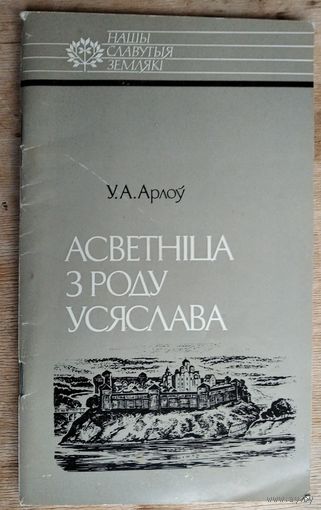 НАШЫ
СЛАВУТЫЯ
ЗЕМЛЯКІ
У. А. Арлоў
АСВЕТНІЦА
З РОДУ
УСЯСЛАВА